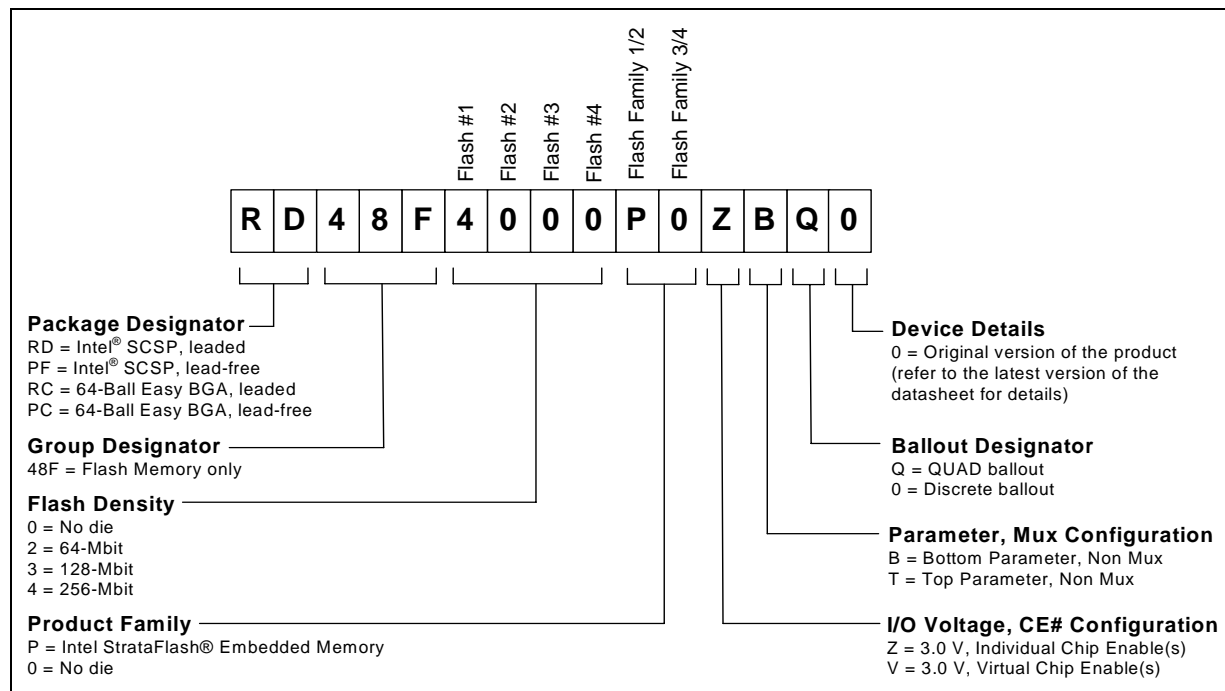 Flash #1
Flash #2
Flash #3
Flash #4
Flash Family 1/2
Flash Family 3/4
R D 4 8 F 4 0 0 0 P 0 Z B Q 0
Package Designator
RD = Intel® SCSP, leaded
PF = Intel® SCSP, lead-free
RC = 64-Ball Easy BGA, leaded
PC = 64-Ball Easy BGA, lead-free
Group Designator
48F = Flash Memory only
Flash Density
0 = No die
2 = 64-Mbit
3 = 128-Mbit
4 = 256-Mbit
Product Family
P = Intel StrataFlash® Embedded Memory
0 = No die
Device Details
0 = Original version of the product
(refer to the latest version of the
datasheet for details)
Ballout Designator
Q = QUAD ballout
0 = Discrete ballout
Parameter, Mux Configuration
B = Bottom Parameter, Non Mux
T = Top Parameter, Non Mux
I/O Voltage, CE# Configuration
Z = 3.0 V, Individual Chip Enable(s)
V = 3.0 V, Virtual Chip Enable(s)